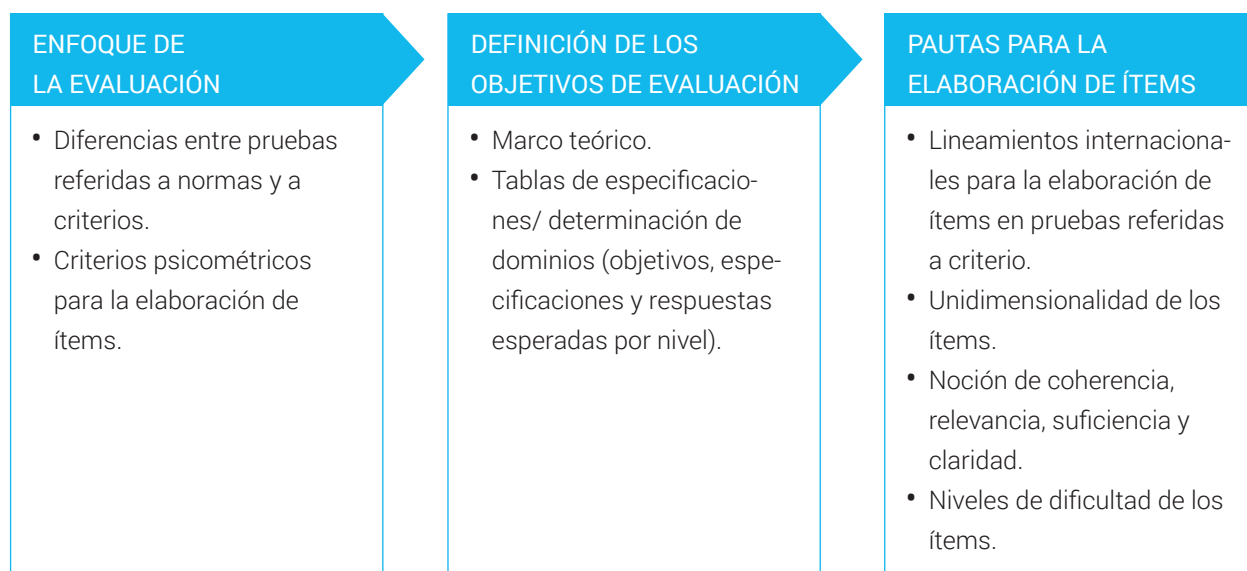 ENFOQUE DE
LA EVALUACIÓN
• Diferencias entre pruebas
referidas a normas y a
criterios.
• Criterios psicométricos
para la elaboración de
ítems.
DEFINICIÓN DE LOS
OBJETIVOS DE EVALUACIÓN
• Marco teórico.
• Tablas de especificacio-
nes/ determinación de
dominios (objetivos, espe-
cificaciones y respuestas
esperadas por nivel).
PAUTAS PARA LA
ELABORACIÓN DE ÍTEMS
• Lineamientos internaciona-
les para la elaboración de
ítems en pruebas referidas
a criterio.
• Unidimensionalidad de los
ítems.
• Noción de coherencia,
relevancia, suficiencia y
claridad.
• Niveles de dificultad de los
ítems.